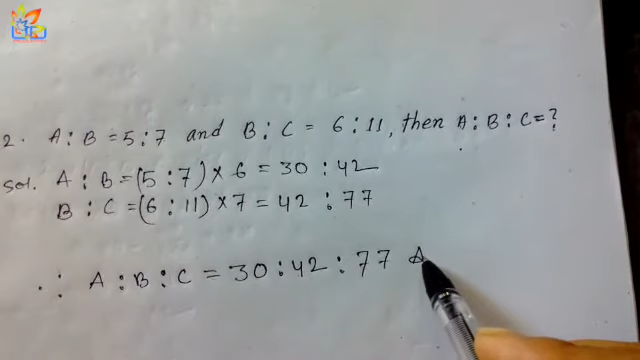 2. A : B = 5 : 7 and B : C = 6 : 11, then A : B : C = ?
Sol. A : B = (5 : 7) × 6 = 30 : 42
B : C = (6 : 11) × 7 = 42 : 77
∴ A : B : C = 30 : 42 : 77 A